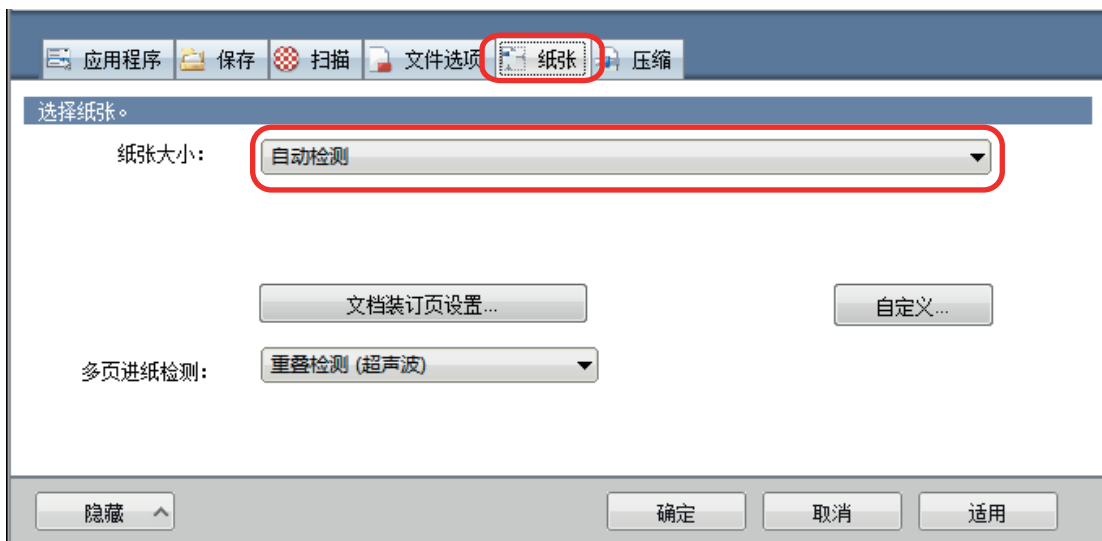 应用程序 保存 扫描 文件选项 纸张 压缩
选择纸张。
纸张大小： 自动检测
文档装订页设置... 自定义...
多页进纸检测： 重叠检测 (超声波)
隐藏 确定 取消 适用